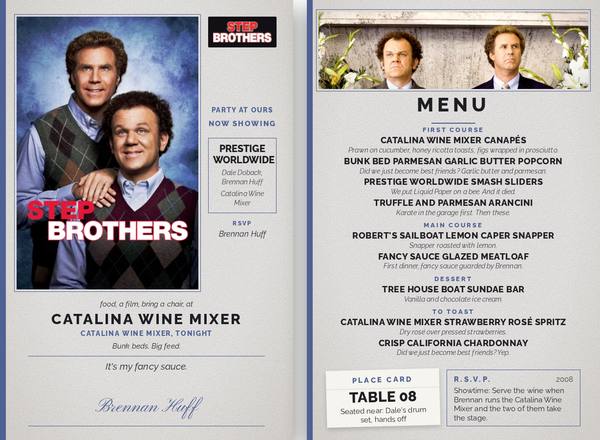 STEP
BROTHERS
PARTY AT OURS
NOW SHOWING
PRESTIGE
WORLDWIDE
Dale Doback,
Brennan Huff
Catalina Wine
Mixer
RSVP
Brennan Huff
STEP
BROTHERS
food, a film, bring a chair, at
CATALINA WINE MIXER
CATALINA WINE MIXER, TONIGHT
Bunk beds. Big feed.
It's my fancy sauce.
Brennan Huff
MENU
FIRST COURSE
CATALINA WINE MIXER CANAPÉS
Prawn on cucumber, honey ricotta toasts, figs wrapped in prosciutto.
BUNK BED PARMESAN GARLIC BUTTER POPCORN
Did we just become best friends? Garlic butter and parmesan.
PRESTIGE WORLDWIDE SMASH SLIDERS
We put Liquid Paper on a bee. And it died.
TRUFFLE AND PARMESAN ARANCINI
Karate in the garage first. Then these.
MAIN COURSE
ROBERT'S SAILBOAT LEMON CAPER SNAPPER
Snapper roasted with lemon.
FANCY SAUCE GLAZED MEATLOAF
First dinner, fancy sauce guarded by Brennan.
DESSERT
TREE HOUSE BOAT SUNDAE BAR
Vanilla and chocolate ice cream.
TO TOAST
CATALINA WINE MIXER STRAWBERRY ROSÉ SPRITZ
Dry rosé over pressed strawberries.
CRISP CALIFORNIA CHARDONNAY
Did we just become best friends? Yep.
PLACE CARD
TABLE 08
Seated near: Dale's drum
set, hands off
R.S.V.P. 2008
Showtime: Serve the wine when
Brennan runs the Catalina Wine
Mixer and the two of them take
the stage.